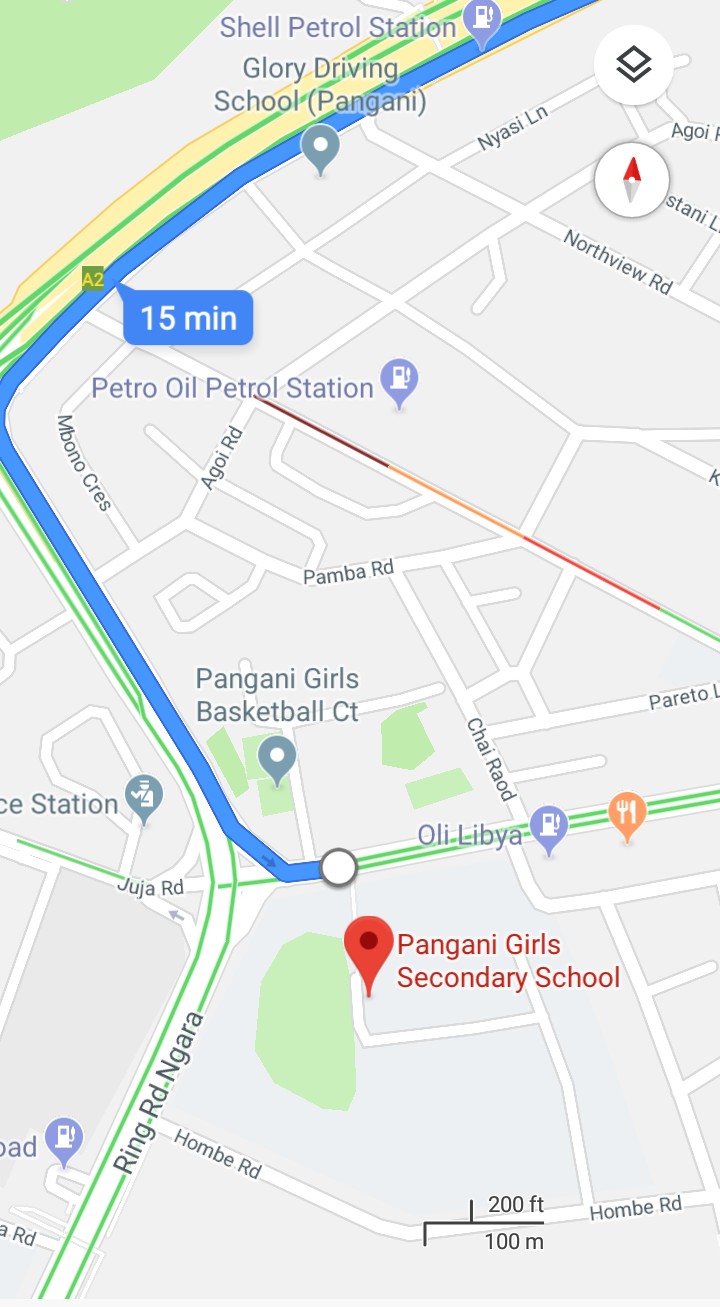 Shell Petrol Station
Glory Driving
School (Pangani)
Nyasi Ln
Agoi R
stani L
Northview Rd
A2
15 min
Petro Oil Petrol Station
Mbono Cres
Agoi Rd
K
Pamba Rd
Pangani Girls
Basketball Ct
Pareto L
Chai Raod
ce Station
Oli Libya
Juja Rd
Pangani Girls
Secondary School
Ring Rd Ngara
oad
Hombe Rd
200 ft
Hombe Rd
100 m
a Rd